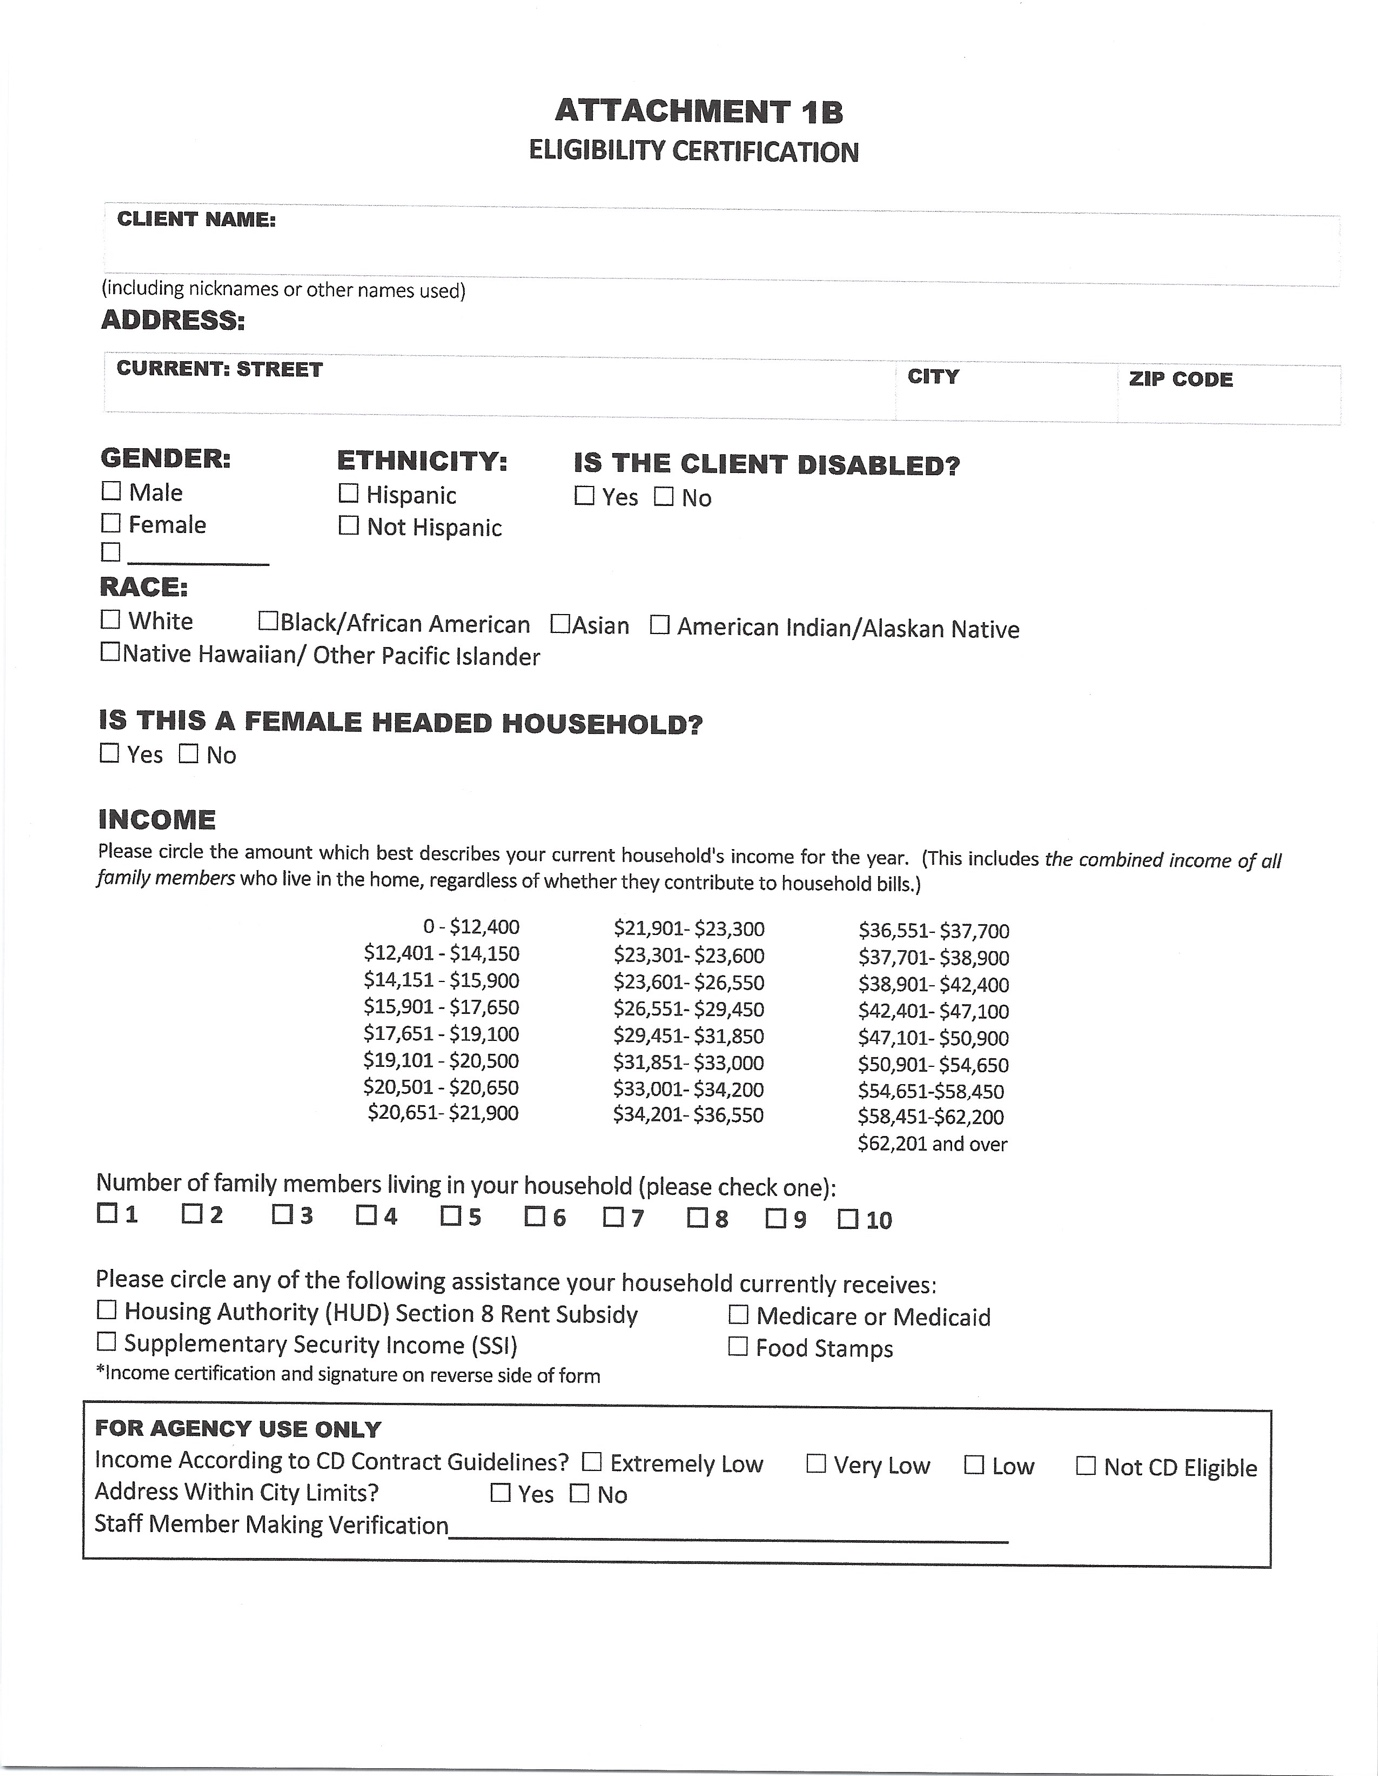 ATTACHMENT 1B
ELIGIBILITY CERTIFICATION
CLIENT NAME:
(including nicknames or other names used)
ADDRESS:
CURRENT: STREET CITY ZIP CODE
GENDER: ETHNICITY: IS THE CLIENT DISABLED?
☐ Male ☐ Hispanic ☐ Yes ☐ No
☐ Female ☐ Not Hispanic
☐ ___________
RACE:
☐ White ☐Black/African American ☐Asian ☐ American Indian/Alaskan Native
☐Native Hawaiian/ Other Pacific Islander
IS THIS A FEMALE HEADED HOUSEHOLD?
☐ Yes ☐ No
INCOME
Please circle the amount which best describes your current household's income for the year. (This includes the combined income of all
family members who live in the home, regardless of whether they contribute to household bills.)
0 - $12,400 $21,901- $23,300 $36,551- $37,700
$12,401 - $14,150 $23,301- $23,600 $37,701- $38,900
$14,151 - $15,900 $23,601- $26,550 $38,901- $42,400
$15,901 - $17,650 $26,551- $29,450 $42,401- $47,100
$17,651 - $19,100 $29,451- $31,850 $47,101- $50,900
$19,101 - $20,500 $31,851- $33,000 $50,901- $54,650
$20,501 - $20,650 $33,001- $34,200 $54,651-$58,450
$20,651- $21,900 $34,201- $36,550 $58,451-$62,200
$62,201 and over
Number of family members living in your household (please check one):
☐ 1 ☐ 2 ☐ 3 ☐ 4 ☐ 5 ☐ 6 ☐ 7 ☐ 8 ☐ 9 ☐ 10
Please circle any of the following assistance your household currently receives:
☐ Housing Authority (HUD) Section 8 Rent Subsidy ☐ Medicare or Medicaid
☐ Supplementary Security Income (SSI) ☐ Food Stamps
*Income certification and signature on reverse side of form
FOR AGENCY USE ONLY
Income According to CD Contract Guidelines? ☐ Extremely Low ☐ Very Low ☐ Low ☐ Not CD Eligible
Address Within City Limits? ☐ Yes ☐ No
Staff Member Making Verification___________